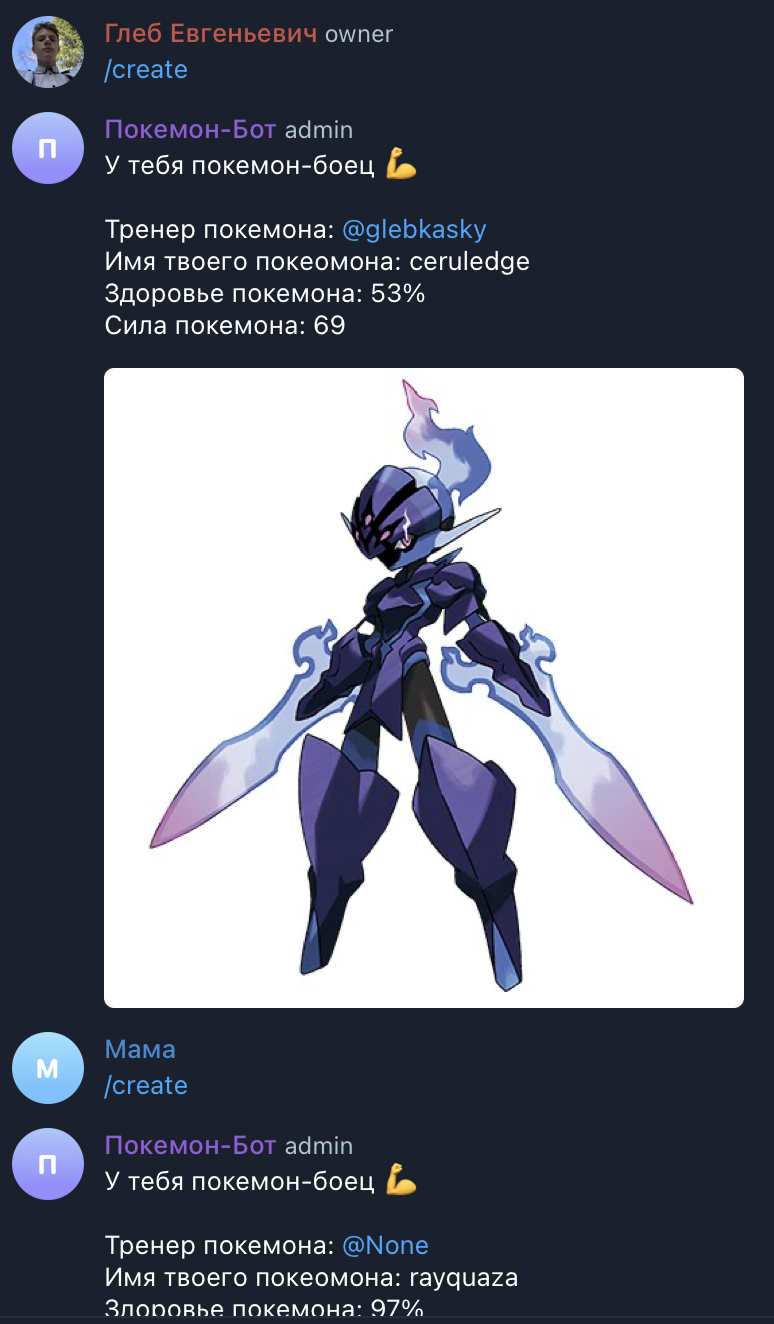 Глеб Евгеньевич owner
/create
П
Покемон-Бот admin
У тебя покемон-боец 💪
Тренер покемона: @glebkasky
Имя твоего покеомона: ceruledge
Здоровье покемона: 53%
Сила покемона: 69
М
Мама
/create
П
Покемон-Бот admin
У тебя покемон-боец 💪
Тренер покемона: @None
Имя твоего покеомона: rayquaza
Здоровье покемона: 97%